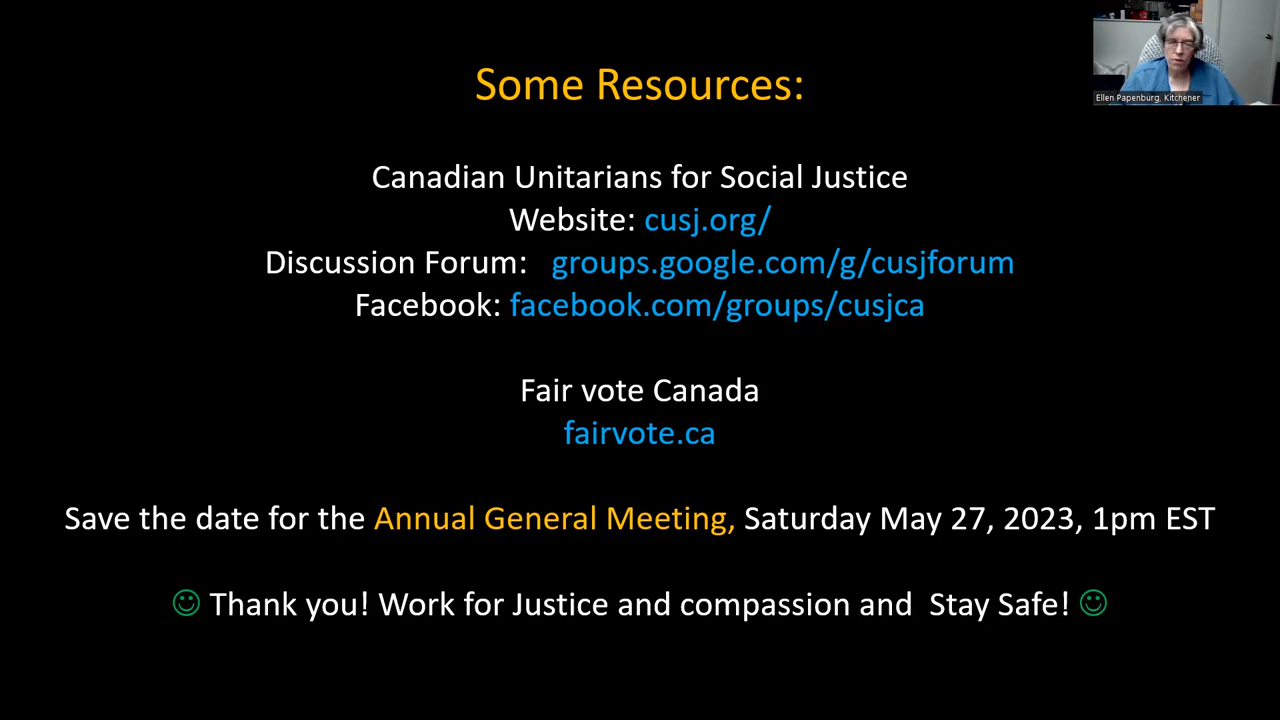 Some Resources:
Ellen Papenburg, Kitchener
Canadian Unitarians for Social Justice
Website: cusj.org/
Discussion Forum: groups.google.com/g/cusjforum
Facebook: facebook.com/groups/cusjca
Fair vote Canada
fairvote.ca
Save the date for the Annual General Meeting, Saturday May 27, 2023, 1pm EST
☺ Thank you! Work for Justice and compassion and Stay Safe! ☺